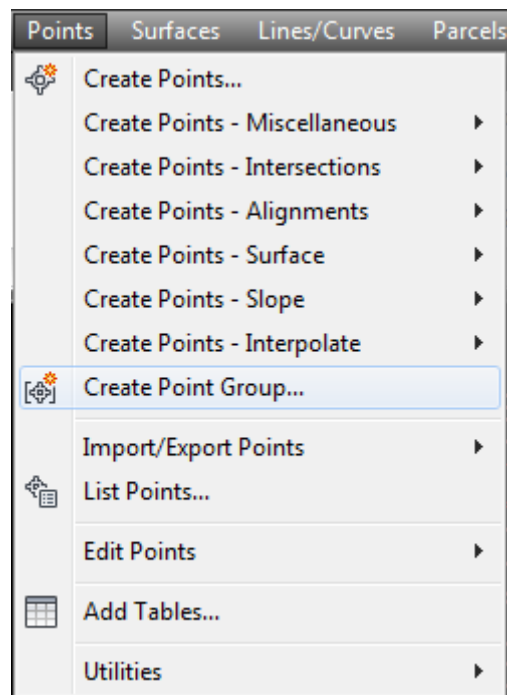 Points Surfaces Lines/Curves Parcels
Create Points...
Create Points - Miscellaneous
Create Points - Intersections
Create Points - Alignments
Create Points - Surface
Create Points - Slope
Create Points - Interpolate
Create Point Group...
Import/Export Points
List Points...
Edit Points
Add Tables...
Utilities